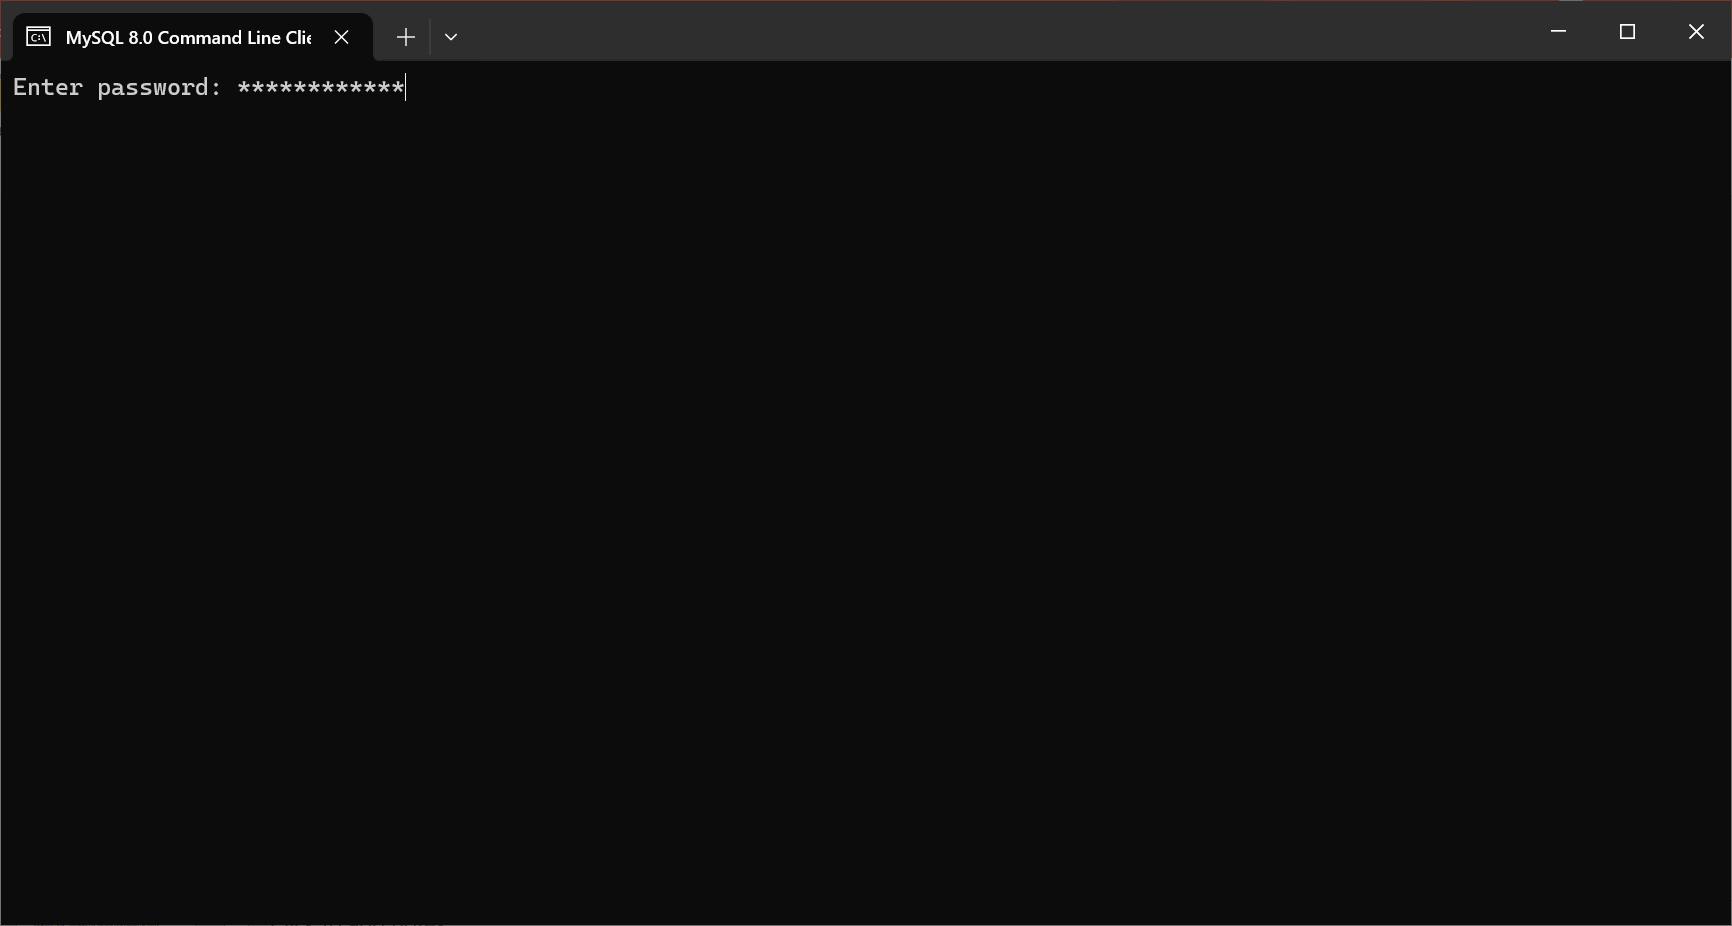 MySQL 8.0 Command Line Clie
Enter password: ************